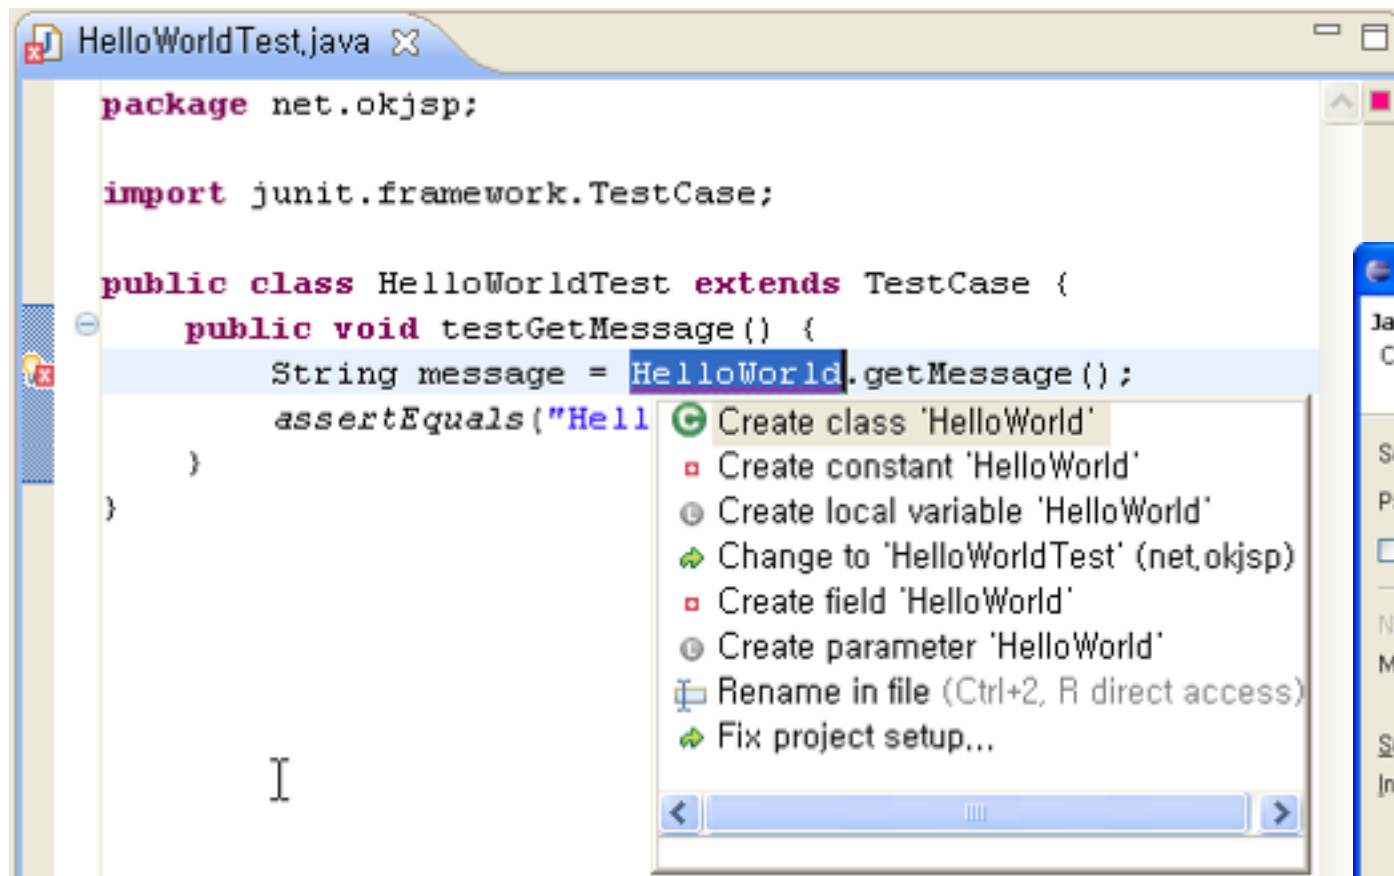 HelloWorldTest.java
package net.okjsp;
import junit.framework.TestCase;
public class HelloWorldTest extends TestCase {
public void testGetMessage() {
String message = HelloWorld.getMessage();
assertEquals("Hell
}
}
Create class 'HelloWorld'
Create constant 'HelloWorld'
Create local variable 'HelloWorld'
Change to 'HelloWorldTest' (net.okjsp)
Create field 'HelloWorld'
Create parameter 'HelloWorld'
Rename in file (Ctrl+2, R direct access)
Fix project setup...
Ja